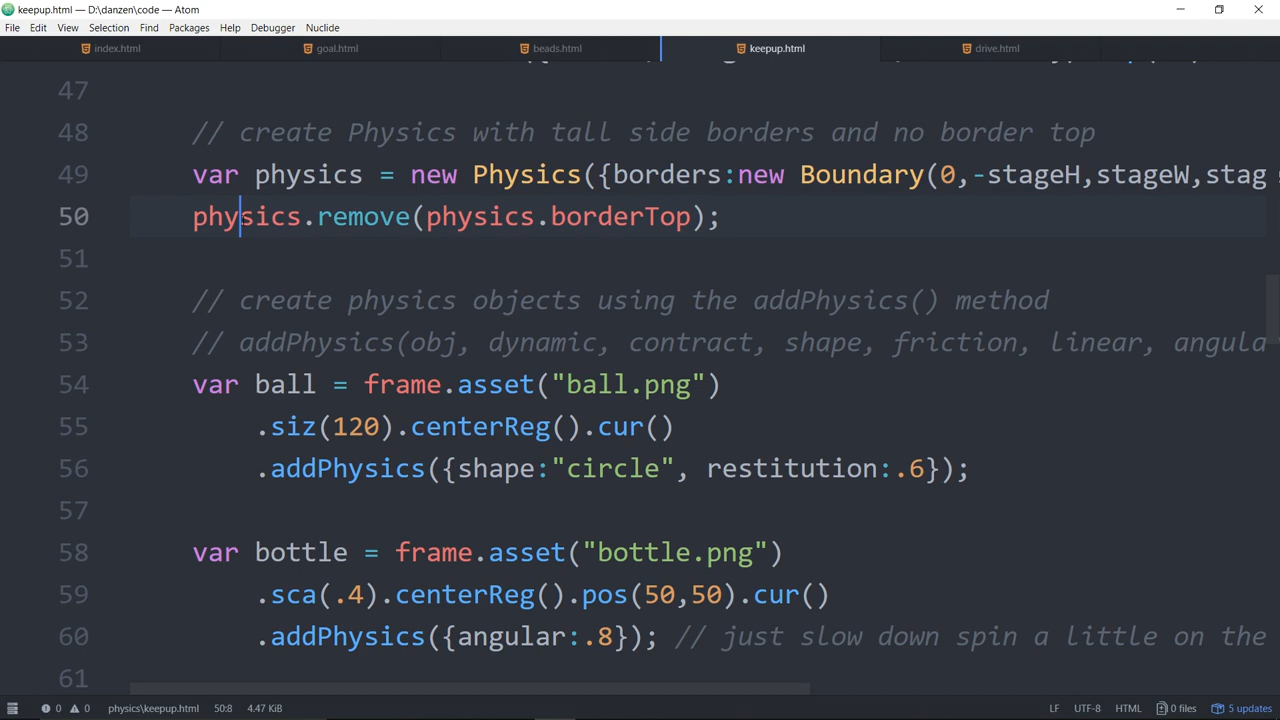 keepup.html — D:\danzen\code — Atom
File Edit View Selection Find Packages Help Debugger Nuclide
index.html goal.html beads.html keepup.html drive.html
47
48 // create Physics with tall side borders and no border top
49 var physics = new Physics({borders:new Boundary(0,-stageH,stageW,stag
50 physics.remove(physics.borderTop);
51
52 // create physics objects using the addPhysics() method
53 // addPhysics(obj, dynamic, contract, shape, friction, linear, angula
54 var ball = frame.asset("ball.png")
55 .siz(120).centerReg().cur()
56 .addPhysics({shape:"circle", restitution:.6});
57
58 var bottle = frame.asset("bottle.png")
59 .sca(.4).centerReg().pos(50,50).cur()
60 .addPhysics({angular:.8}); // just slow down spin a little on the
61
0 0 physics\keepup.html 50:8 4.47 KiB LF UTF-8 HTML 0 files 5 updates